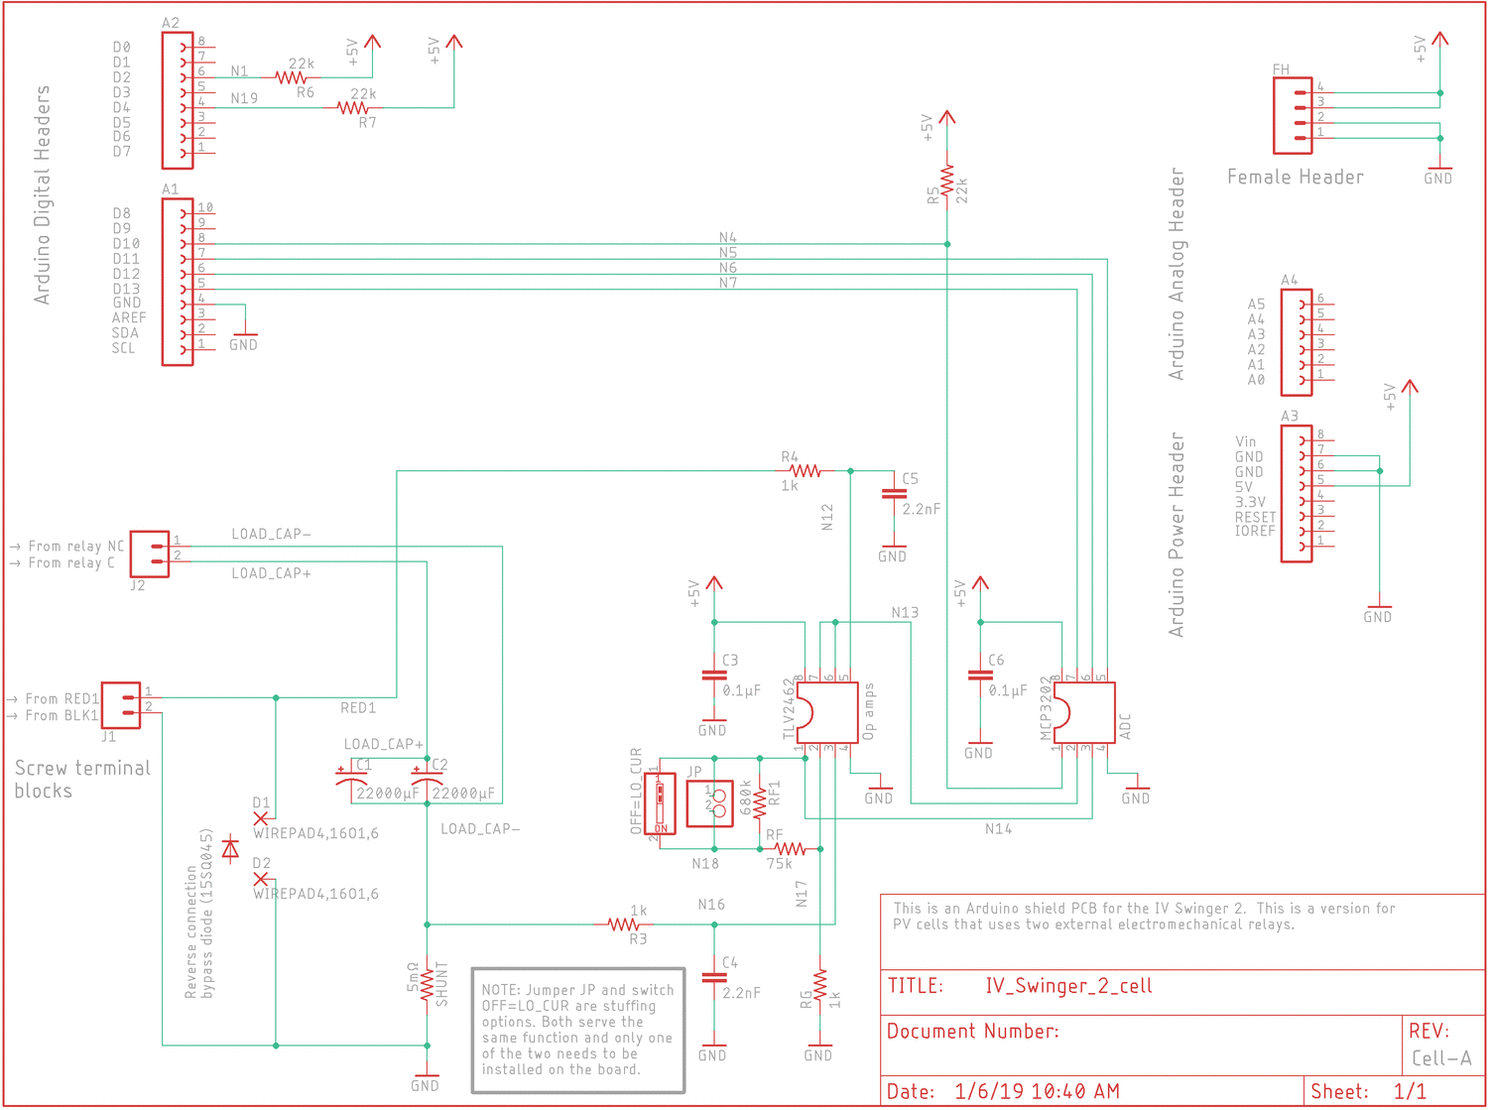 A2
D0 8
D1 7
D2 6 N1 22k R6 +5V
D3 5
D4 4 N19 22k R7 +5V
D5 3
D6 2
D7 1
Arduino Digital Headers
A1
D8 10
D9 9
D10 8 N4
D11 7 N5
D12 6 N6
D13 5 N7
GND 4
AREF 3
SDA 2
SCL 1
GND
+5V
R5
22k
+5V
FH
4
3
2
1
GND
Female Header
Arduino Analog Header
A4
A5 6
A4 5
A3 4
A2 3
A1 2
A0 1
+5V
Arduino Power Header
A3
Vin 8
GND 7
GND 6
5V 5
3.3V 4
RESET 3
IOREF 2
1
GND
R4
1k
N12
C5
2.2nF
GND
→ From relay NC
→ From relay C
1
2
J2
LOAD_CAP-
LOAD_CAP+
→ From RED1
→ From BLK1
1
2
J1
Screw terminal
blocks
RED1
LOAD_CAP+
C1
22000µF
C2
22000µF
LOAD_CAP-
D1
WIREPAD4,16O1,6
D2
WIREPAD4,16O1,6
Reverse connection
bypass diode (15SQ045)
+5V
C3
0.1µF
GND
8 7 6 5
TLV2462
Op amps
1 2 3 4
GND
N13
+5V
C6
0.1µF
GND
8 7 6 5
MCP3202
ADC
1 2 3 4
GND
N14
OFF=LO_CUR
1
1
ON
2
JP
1
2
680k
RF1
RF
75k
N18
N17
N16
1k
R3
C4
2.2nF
GND
RG
1k
GND
5mΩ
SHUNT
GND
NOTE: Jumper JP and switch
OFF=LO_CUR are stuffing
options. Both serve the
same function and only one
of the two needs to be
installed on the board.
This is an Arduino shield PCB for the IV Swinger 2. This is a version for
PV cells that uses two external electromechanical relays.
TITLE: IV_Swinger_2_cell
Document Number:
REV:
Cell-A
Date: 1/6/19 10:40 AM
Sheet: 1/1